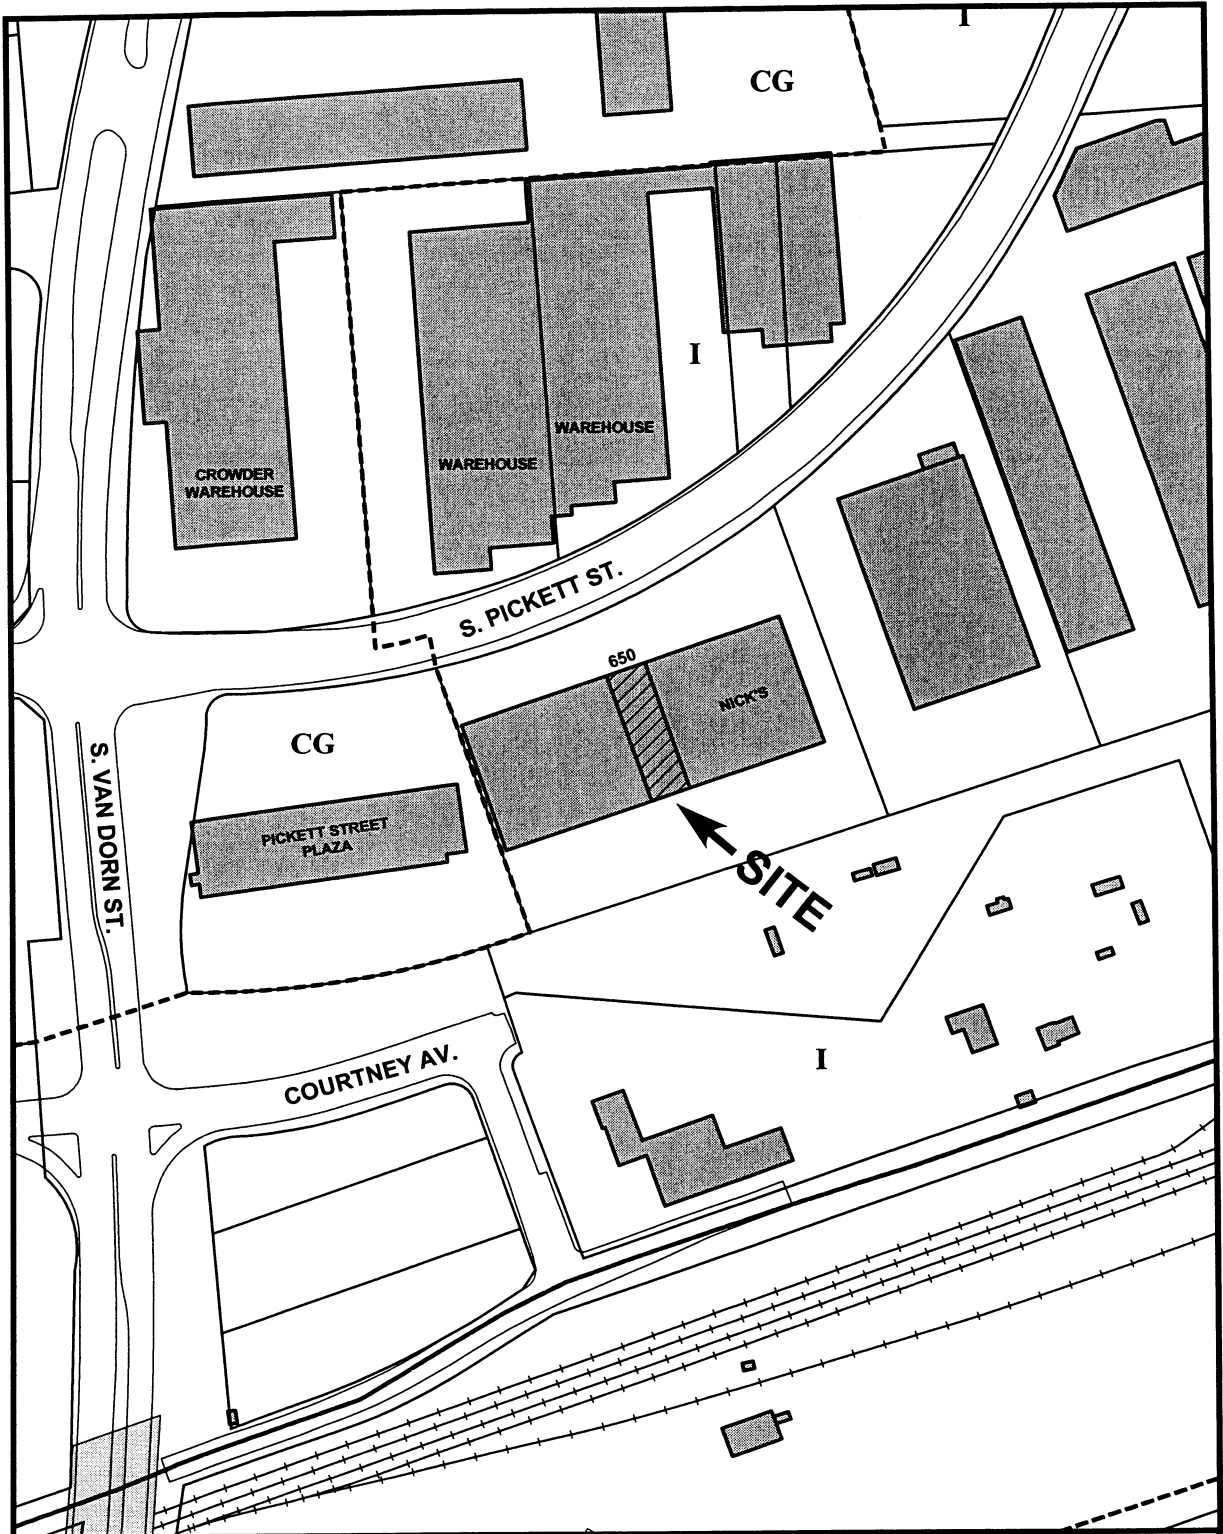 I
CG
I
WAREHOUSE
WAREHOUSE
CROWDER
WAREHOUSE
S. PICKETT ST.
650
NICK'S
CG
S. VAN DORN ST.
PICKETT STREET
PLAZA
SITE
I
COURTNEY AV.